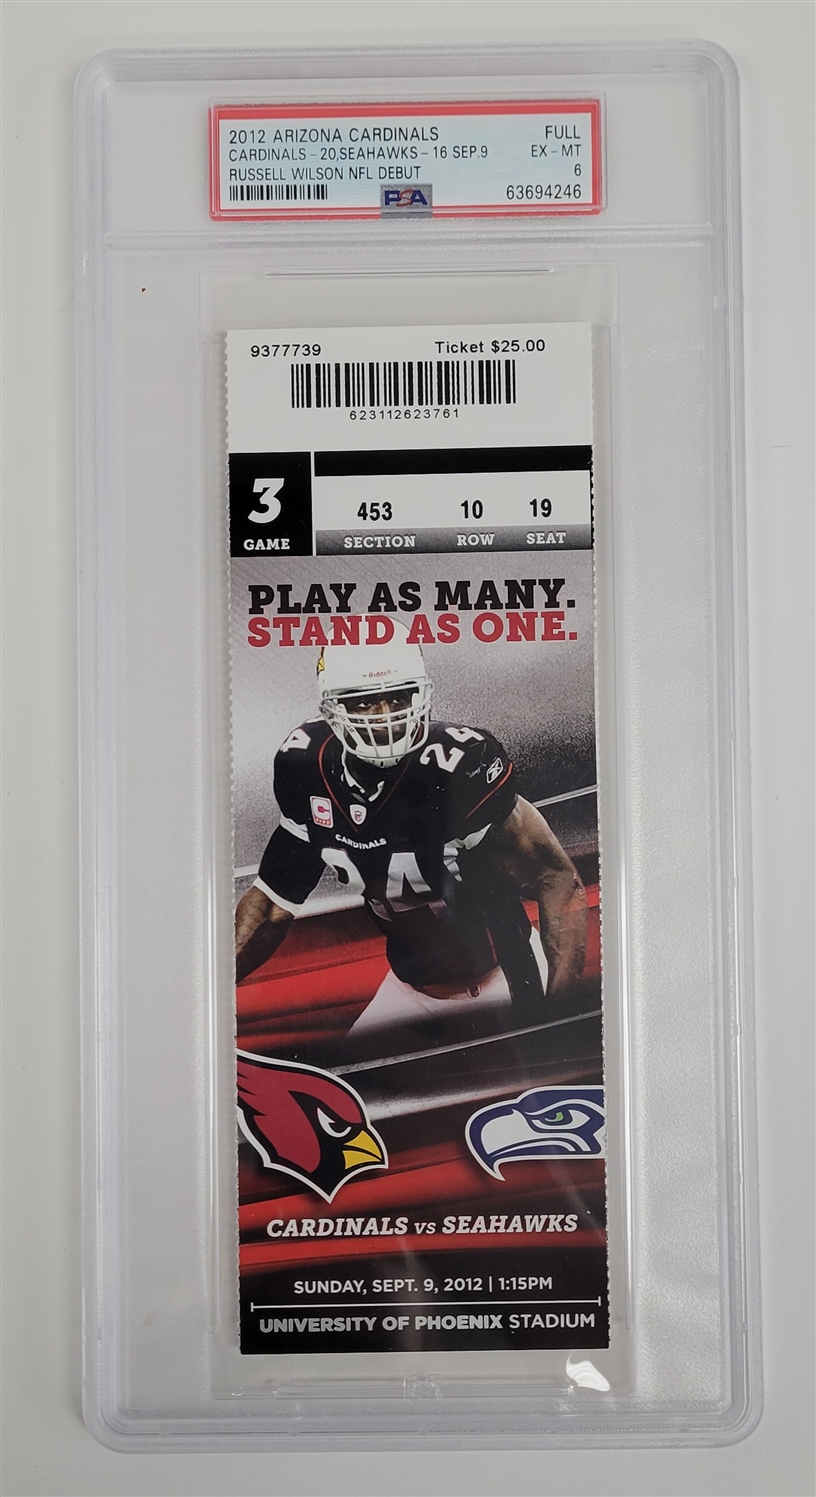 2012 ARIZONA CARDINALS FULL
CARDINALS - 20,SEAHAWKS - 16 SEP.9 EX - MT
RUSSELL WILSON NFL DEBUT 6
PSA 63694246
9377739 Ticket $25.00
623112623761
3 453 10 19
GAME SECTION ROW SEAT
PLAY AS MANY.
STAND AS ONE.
Riddell
24 24
C
CARDINALS
24
CARDINALS vs SEAHAWKS
SUNDAY, SEPT. 9, 2012 | 1:15PM
UNIVERSITY OF PHOENIX STADIUM